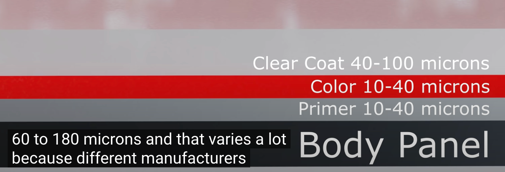 Clear Coat 40-100 microns
Color 10-40 microns
Primer 10-40 microns
Body Panel
60 to 180 microns and that varies a lot
because different manufacturers